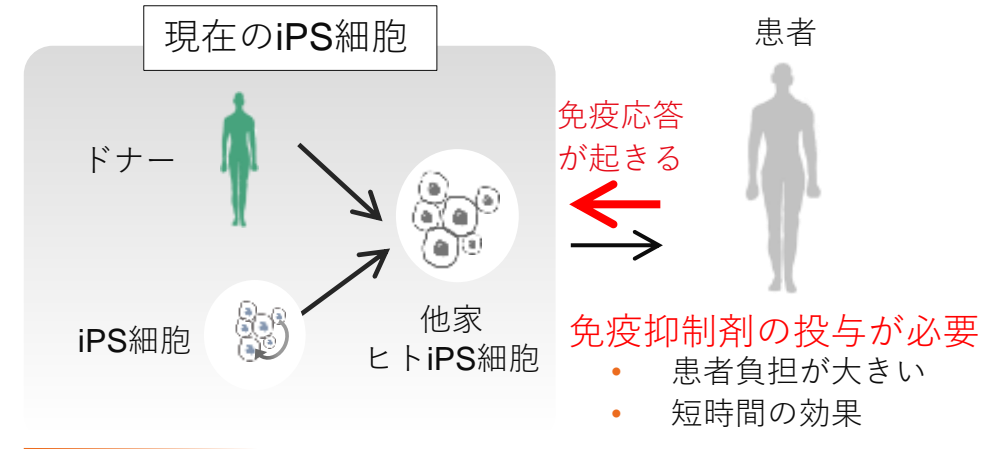 現在のiPS細胞
患者
ドナー
免疫応答
が起きる
iPS細胞
他家
ヒトiPS細胞
免疫抑制剤の投与が必要
• 患者負担が大きい
• 短時間の効果